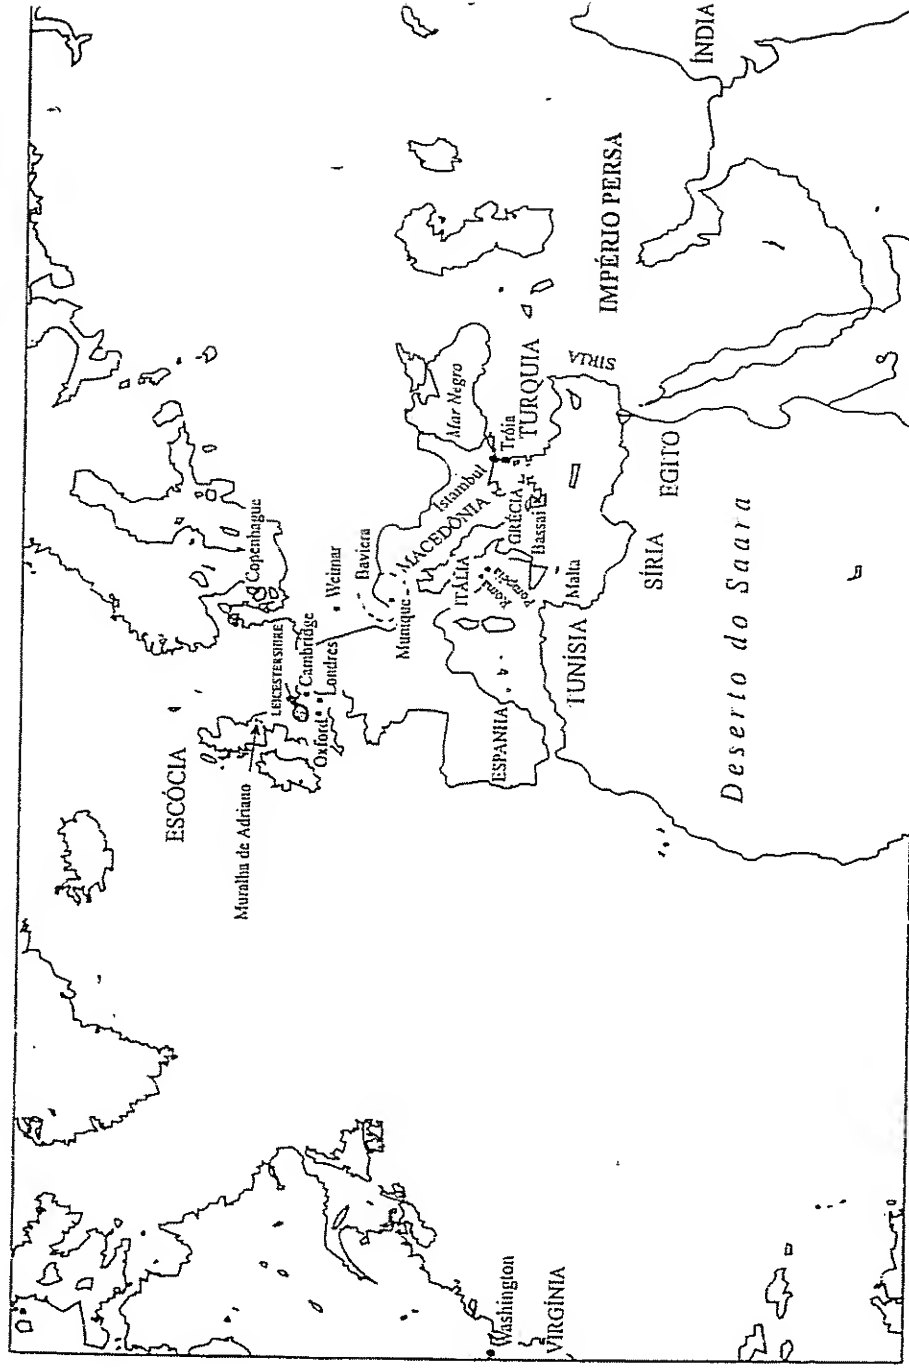 ESCÓCIA
Muralha de Adriano
LEICESTERSHIRE
Cambridge
Oxford
Londres
Copenhague
Weimar
Baviera
Munique
MACEDÔNIA
Istambul
Mar Negro
Tróia
TURQUIA
GRÉCIA
Bassai
ITÁLIA
Roma
Pompéia
Malta
ESPANHA
TUNÍSIA
SÍRIA
SÍRIA
EGITO
IMPÉRIO PERSA
ÍNDIA
Deserto do Saara
Washington
VIRGÍNIA